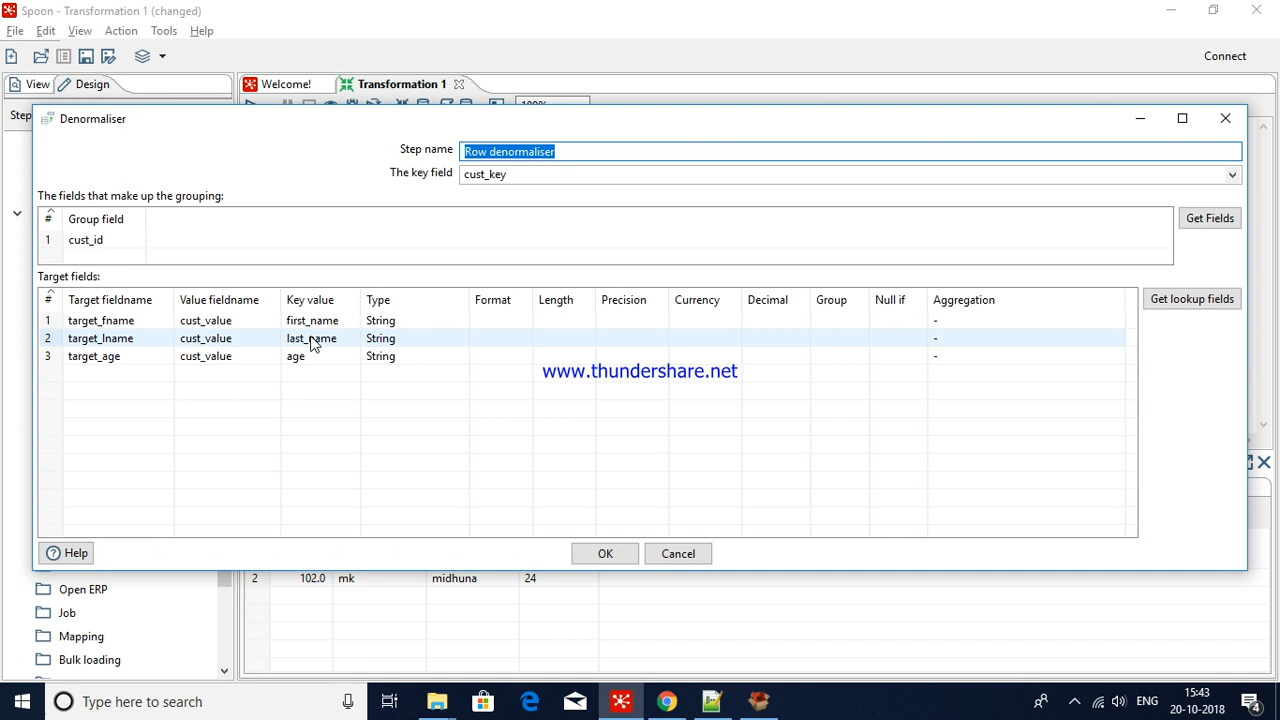 Spoon - Transformation 1 (changed)
File Edit View Action Tools Help
Connect
View Design Welcome! Transformation 1
Step
Denormaliser
Step name Row denormaliser
The key field cust_key
The fields that make up the grouping:
# Group field
1 cust_id
Get Fields
Target fields:
# Target fieldname Value fieldname Key value Type Format Length Precision Currency Decimal Group Null if Aggregation
Get lookup fields
1 target_fname cust_value first_name String -
2 target_lname cust_value last_name String -
3 target_age cust_value age String -
www.thundershare.net
Help OK Cancel
2 102.0 mk midhuna 24
Open ERP
Job
Mapping
Bulk loading
Type here to search
ENG
15:43
20-10-2018
4